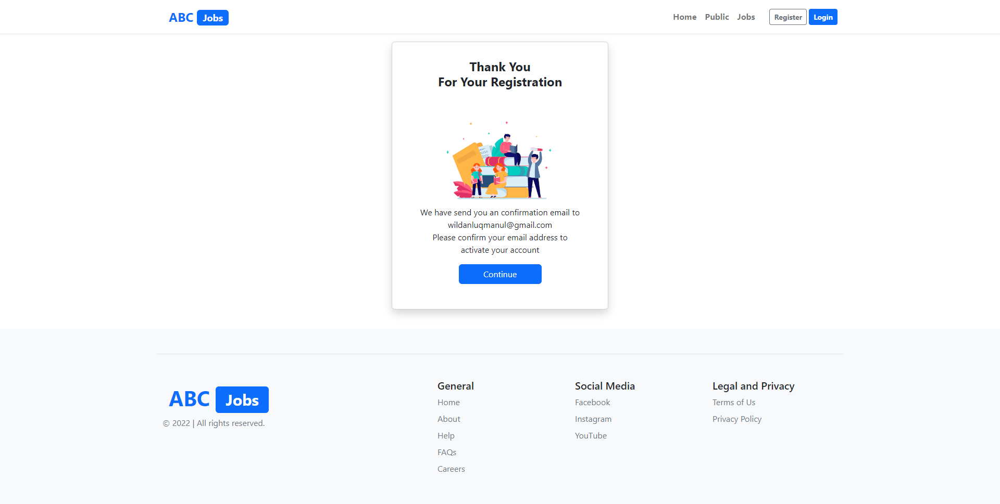 ABC Jobs
Home Public Jobs Register Login
Thank You
For Your Registration
We have send you an confirmation email to
wildanluqmanul@gmail.com
Please confirm your email address to
activate your account
Continue
ABC Jobs
© 2022 | All rights reserved.
General
Home
About
Help
FAQs
Careers
Social Media
Facebook
Instagram
YouTube
Legal and Privacy
Terms of Us
Privacy Policy